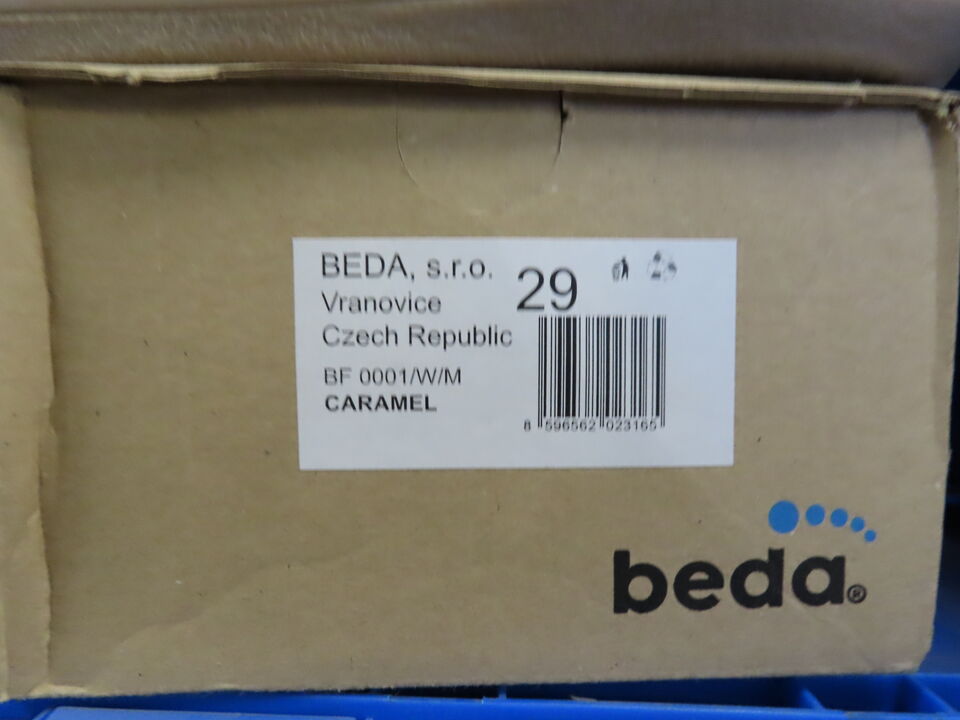 BEDA, s.r.o.
29
Vranovice
Czech Republic
BF 0001/W/M
CARAMEL
8 596562 023165
beda®